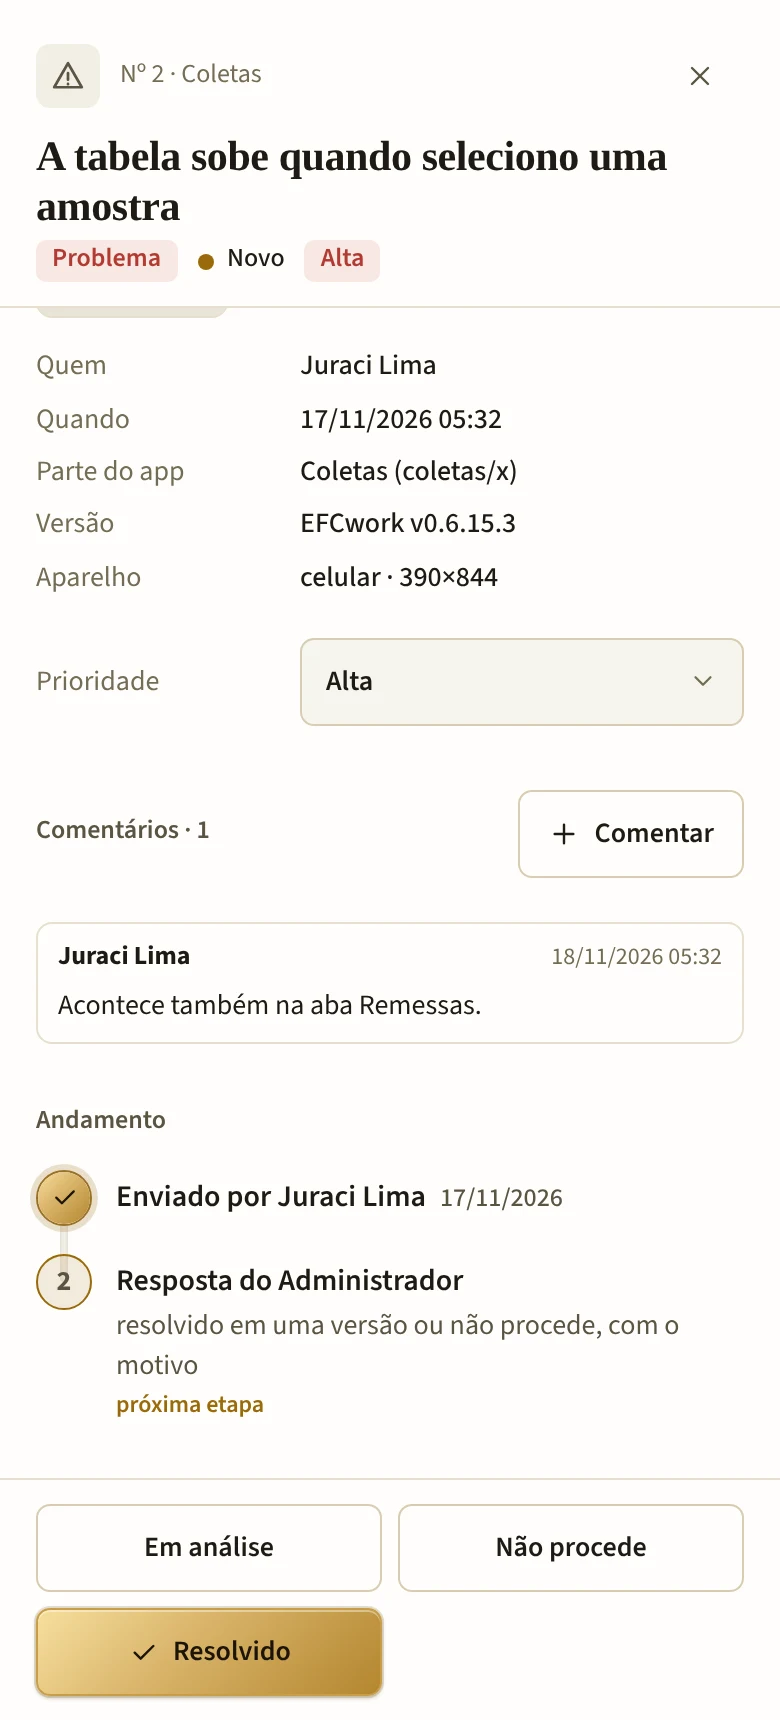 Nº 2 · Coletas
A tabela sobe quando seleciono uma
amostra
Problema
Novo
Alta
Quem
Juraci Lima
Quando
17/11/2026 05:32
Parte do app
Coletas (coletas/x)
Versão
EFCwork v0.6.15.3
Aparelho
celular · 390×844
Prioridade
Alta
Comentários · 1
Comentar
Juraci Lima
18/11/2026 05:32
Acontece também na aba Remessas.
Andamento
Enviado por Juraci Lima 17/11/2026
2
Resposta do Administrador
resolvido em uma versão ou não procede, com o
motivo
próxima etapa
Em análise
Não procede
Resolvido